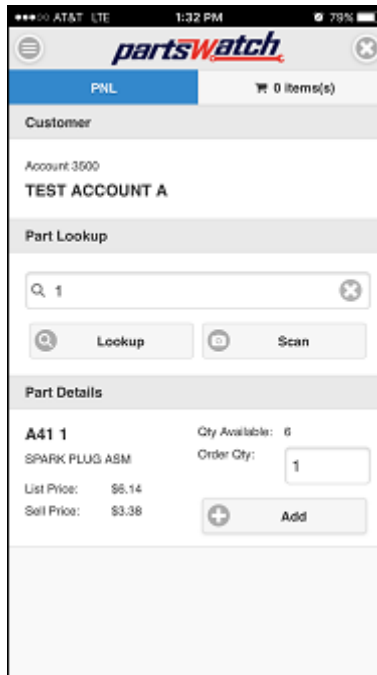 AT&T LTE 1:32 PM 79%
partswatch
PNL 0 items(s)
Customer
Account 3500
TEST ACCOUNT A
Part Lookup
1
Lookup Scan
Part Details
A41 1 Qty Available: 6
SPARK PLUG ASM Order Qty: 1
List Price: $6.14
Sell Price: $3.38 Add